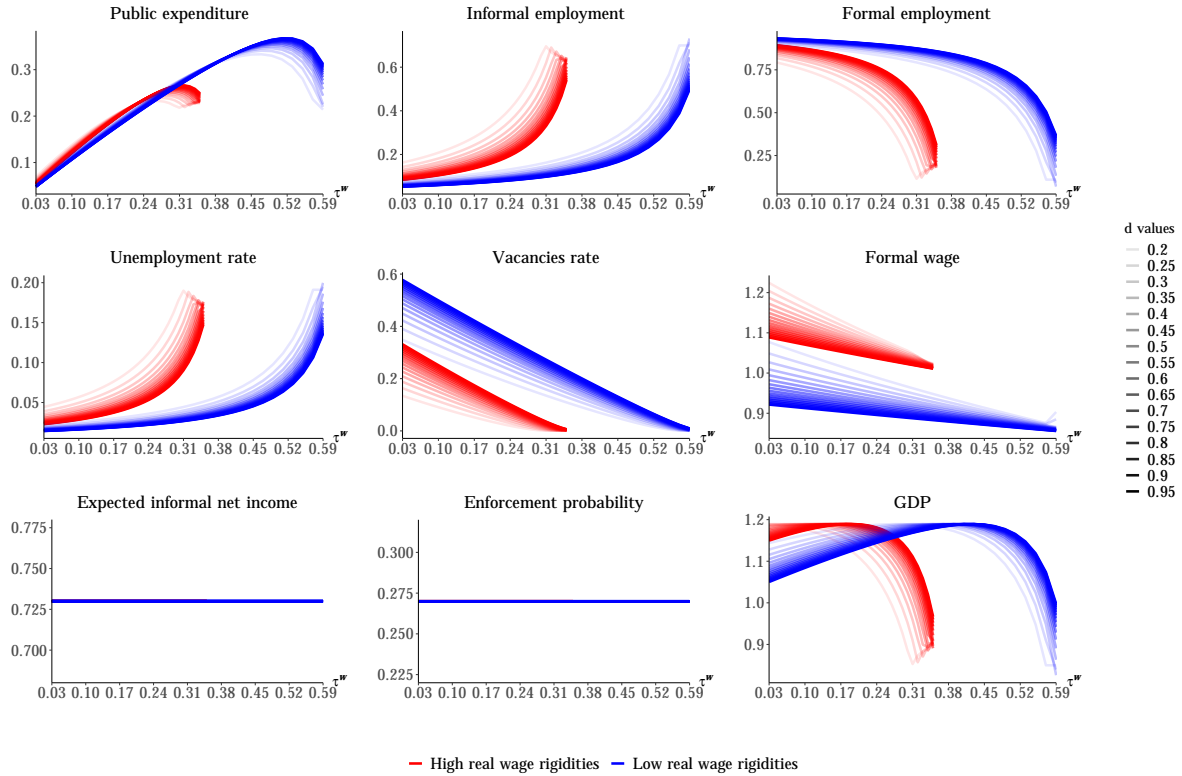 Public expenditure
0.3
0.2
0.1
0.03 0.10 0.17 0.24 0.31 0.38 0.45 0.52 0.59
τʷ
Informal employment
0.6
0.4
0.2
0.03 0.10 0.17 0.24 0.31 0.38 0.45 0.52 0.59
τʷ
Formal employment
0.75
0.50
0.25
0.03 0.10 0.17 0.24 0.31 0.38 0.45 0.52 0.59
τʷ
Unemployment rate
0.20
0.15
0.10
0.05
0.03 0.10 0.17 0.24 0.31 0.38 0.45 0.52 0.59
τʷ
Vacancies rate
0.6
0.4
0.2
0.0
0.03 0.10 0.17 0.24 0.31 0.38 0.45 0.52 0.59
τʷ
Formal wage
1.2
1.1
1.0
0.9
0.03 0.10 0.17 0.24 0.31 0.38 0.45 0.52 0.59
τʷ
Expected informal net income
0.775
0.750
0.725
0.700
0.03 0.10 0.17 0.24 0.31 0.38 0.45 0.52 0.59
τʷ
Enforcement probability
0.300
0.275
0.250
0.225
0.03 0.10 0.17 0.24 0.31 0.38 0.45 0.52 0.59
τʷ
GDP
1.2
1.1
1.0
0.9
0.03 0.10 0.17 0.24 0.31 0.38 0.45 0.52 0.59
τʷ
d values
0.2
0.25
0.3
0.35
0.4
0.45
0.5
0.55
0.6
0.65
0.7
0.75
0.8
0.85
0.9
0.95
High real wage rigidities Low real wage rigidities